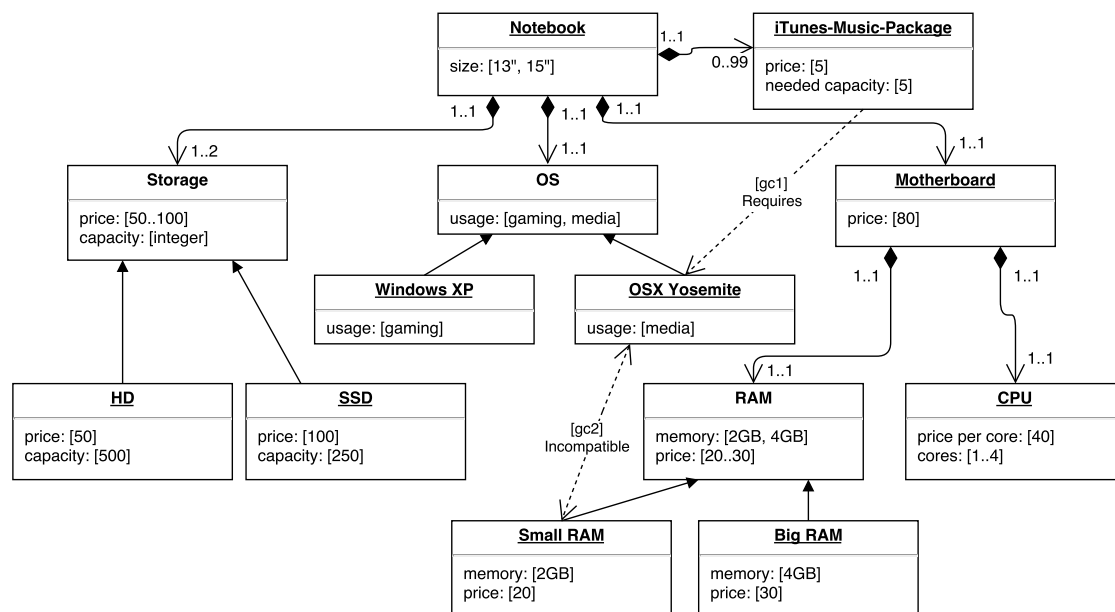 Notebook
size: [13", 15"]
1..1
0..99
iTunes-Music-Package
price: [5]
needed capacity: [5]
1..1
1..1
1..1
1..2
1..1
1..1
Storage
price: [50..100]
capacity: [integer]
OS
usage: [gaming, media]
[gc1]
Requires
Motherboard
price: [80]
1..1
1..1
Windows XP
usage: [gaming]
OSX Yosemite
usage: [media]
1..1
1..1
HD
price: [50]
capacity: [500]
SSD
price: [100]
capacity: [250]
[gc2]
Incompatible
RAM
memory: [2GB, 4GB]
price: [20..30]
CPU
price per core: [40]
cores: [1..4]
Small RAM
memory: [2GB]
price: [20]
Big RAM
memory: [4GB]
price: [30]